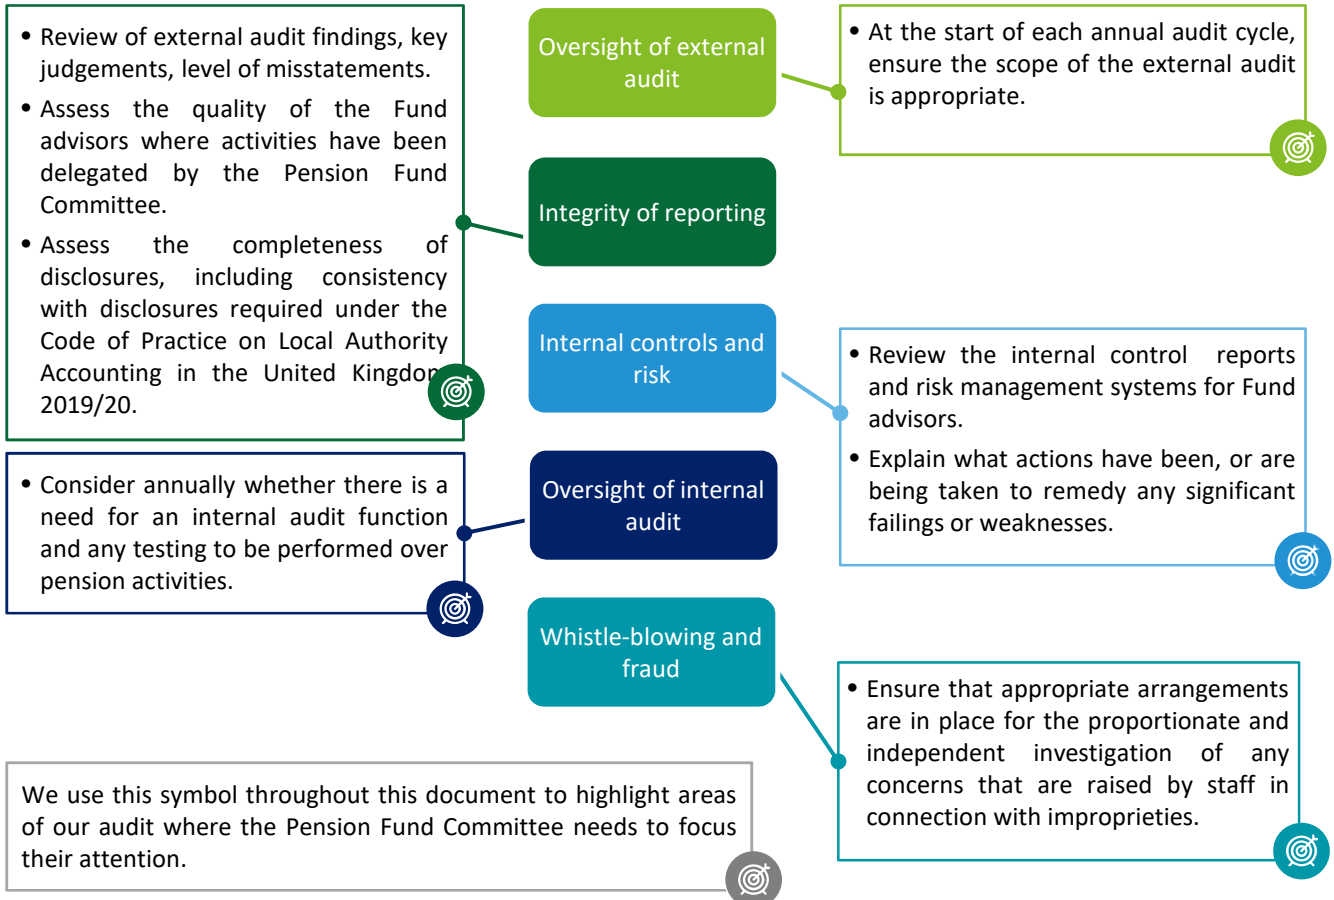 • Review of external audit findings, key
judgements, level of misstatements.
• Assess the quality of the Fund
advisors where activities have been
delegated by the Pension Fund
Committee.
• Assess the completeness of
disclosures, including consistency
with disclosures required under the
Code of Practice on Local Authority
Accounting in the United Kingdom
2019/20.
• Consider annually whether there is a
need for an internal audit function
and any testing to be performed over
pension activities.
Oversight of external
audit
Integrity of reporting
Internal controls and
risk
Oversight of internal
audit
Whistle-blowing and
fraud
• At the start of each annual audit cycle,
ensure the scope of the external audit
is appropriate.
• Review the internal control reports
and risk management systems for Fund
advisors.
• Explain what actions have been, or are
being taken to remedy any significant
failings or weaknesses.
• Ensure that appropriate arrangements
are in place for the proportionate and
independent investigation of any
concerns that are raised by staff in
connection with improprieties.
We use this symbol throughout this document to highlight areas
of our audit where the Pension Fund Committee needs to focus
their attention.